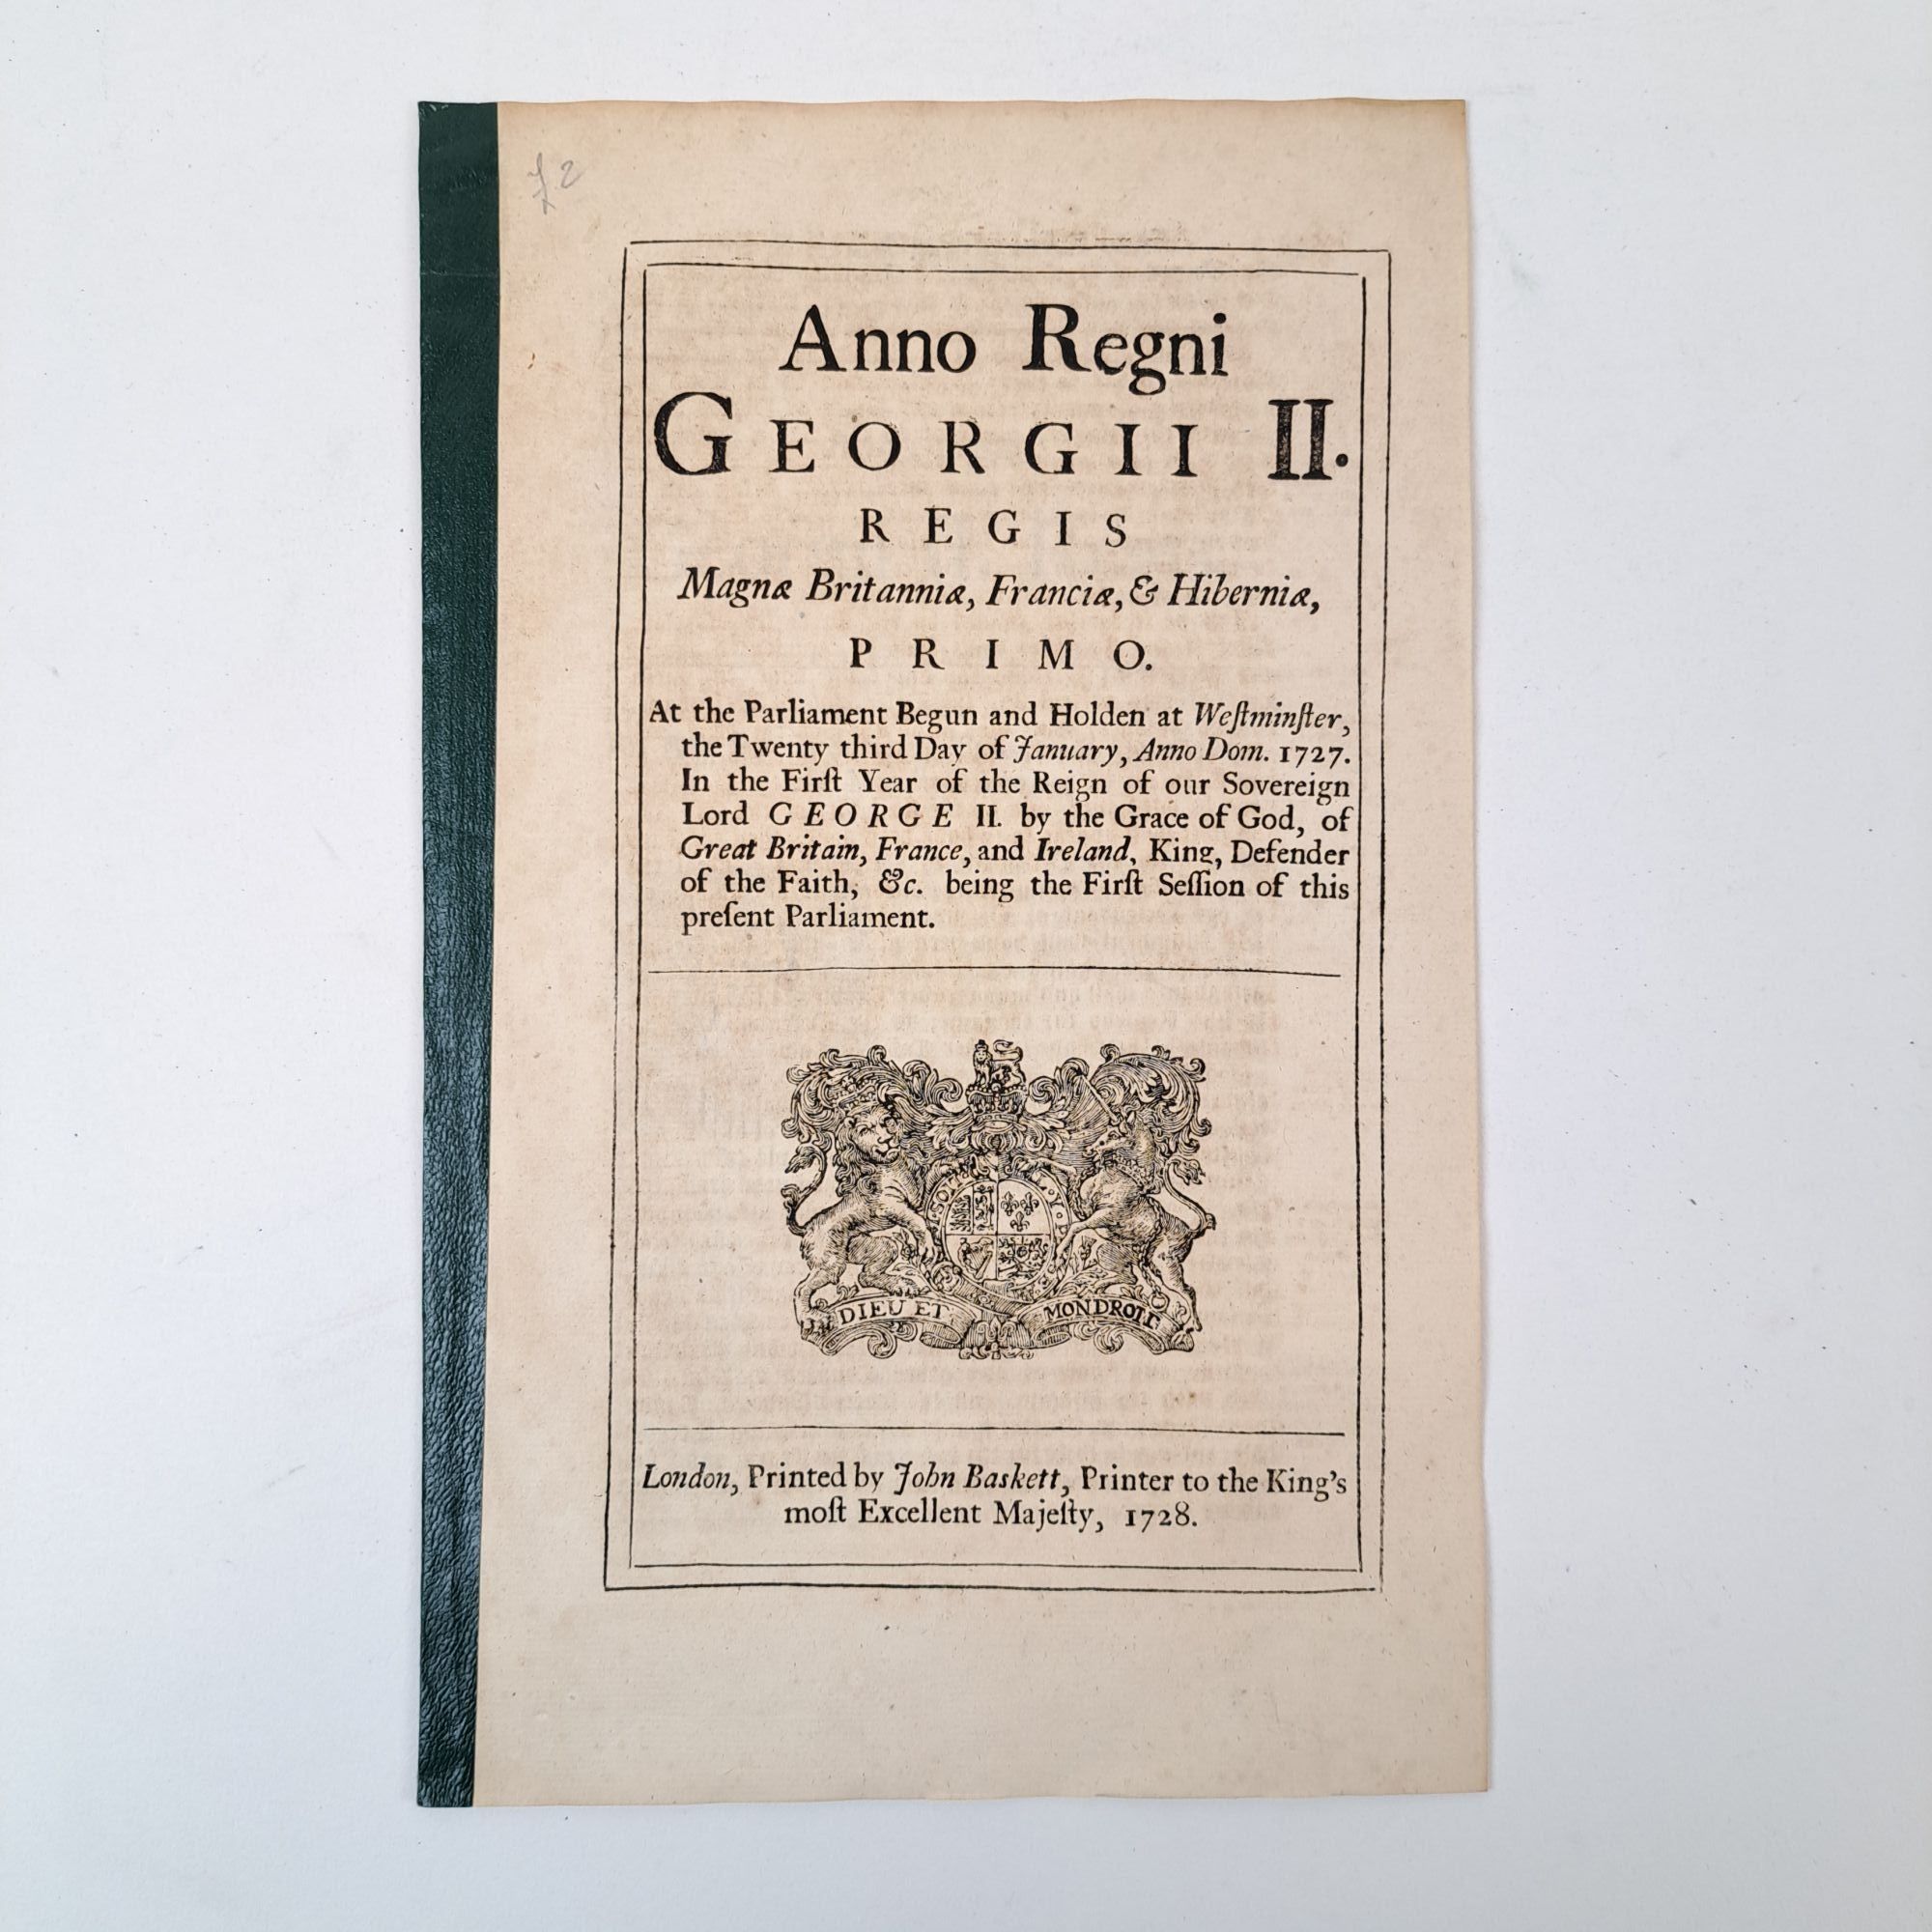 £2
Anno Regni
GEORGII II.
REGIS
Magnæ Britanniæ, Franciæ, & Hiberniæ,
PRIMO.
At the Parliament Begun and Holden at Weſtminſter,
the Twenty third Day of January, Anno Dom. 1727.
In the Firſt Year of the Reign of our Sovereign
Lord GEORGE II. by the Grace of God, of
Great Britain, France, and Ireland, King, Defender
of the Faith, &c. being the Firſt Seſſion of this
preſent Parliament.
DIEU ET MON DROIT
London, Printed by John Baskett, Printer to the King's
moſt Excellent Majeſty, 1728.